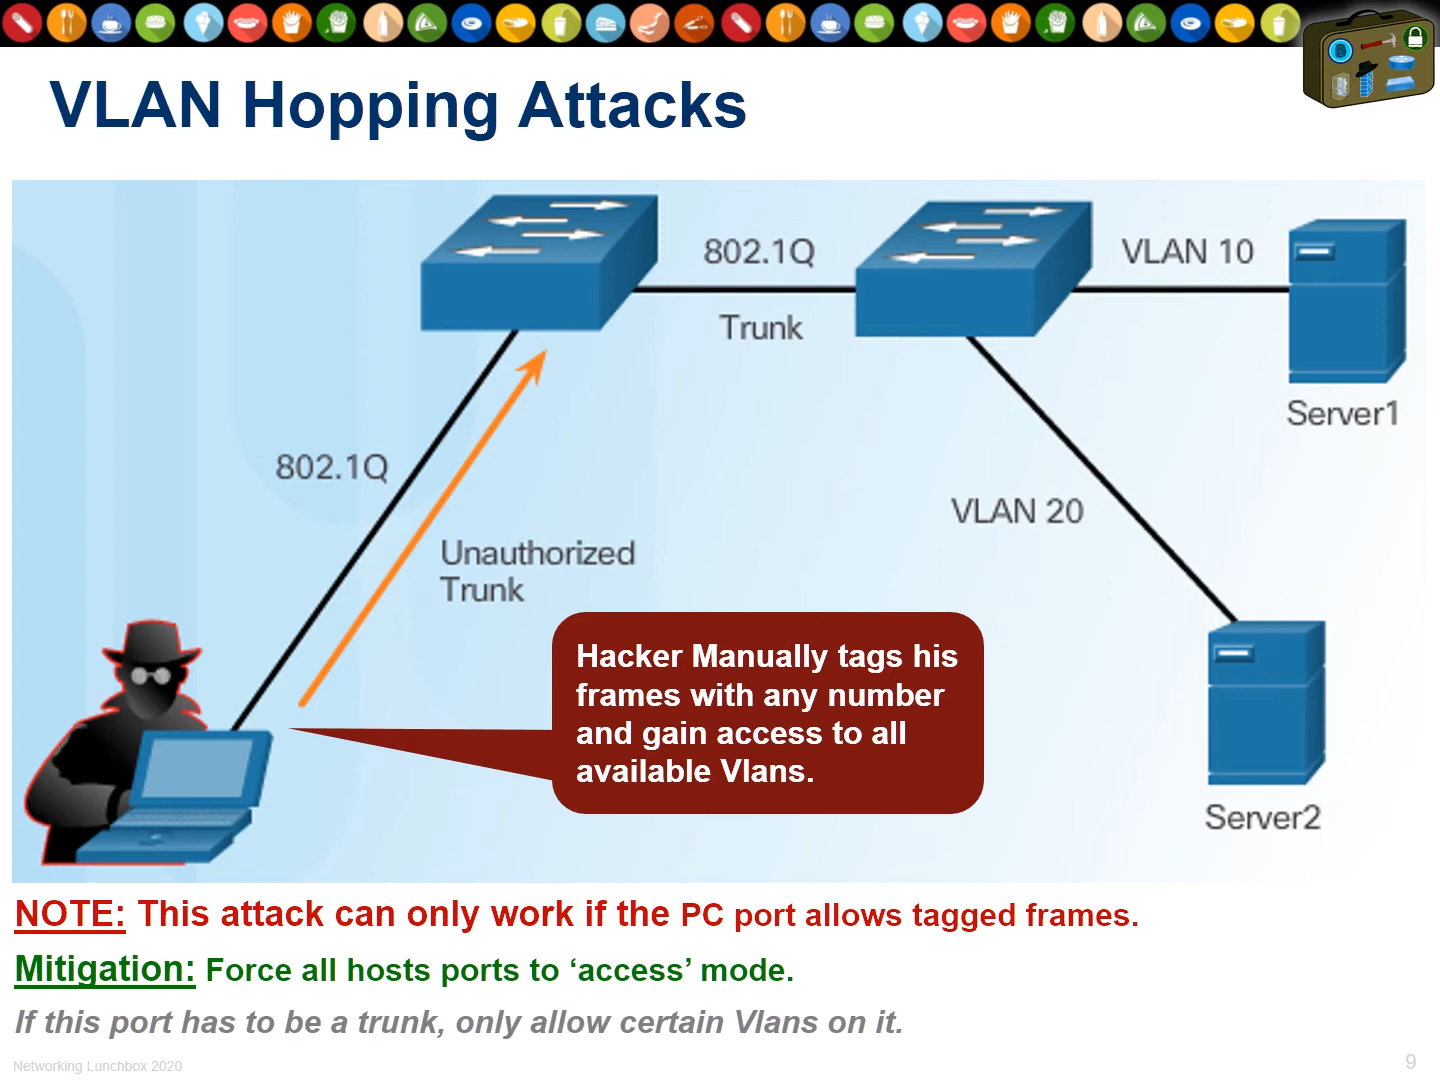 VLAN Hopping Attacks
802.1Q
Trunk
VLAN 10
Server1
802.1Q
Unauthorized
Trunk
VLAN 20
Hacker Manually tags his
frames with any number
and gain access to all
available Vlans.
Server2
NOTE: This attack can only work if the PC port allows tagged frames.
Mitigation: Force all hosts ports to ‘access’ mode.
If this port has to be a trunk, only allow certain Vlans on it.
Networking Lunchbox 2020
9